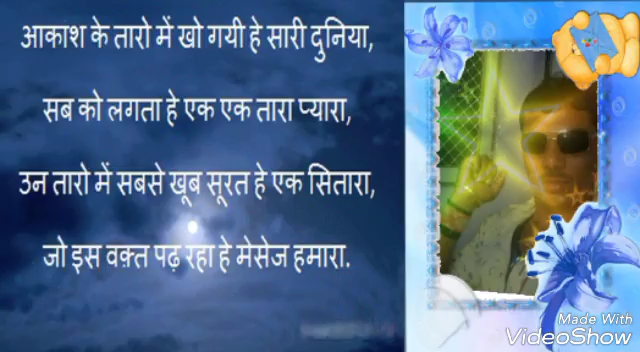 आकाश के तारो में खो गयी हे सारी दुनिया,
सब को लगता हे एक एक तारा प्यारा,
उन तारो में सबसे खूब सूरत हे एक सितारा,
जो इस वक़्त पढ़ रहा हे मेसेज हमारा.
Made With
VideoShow